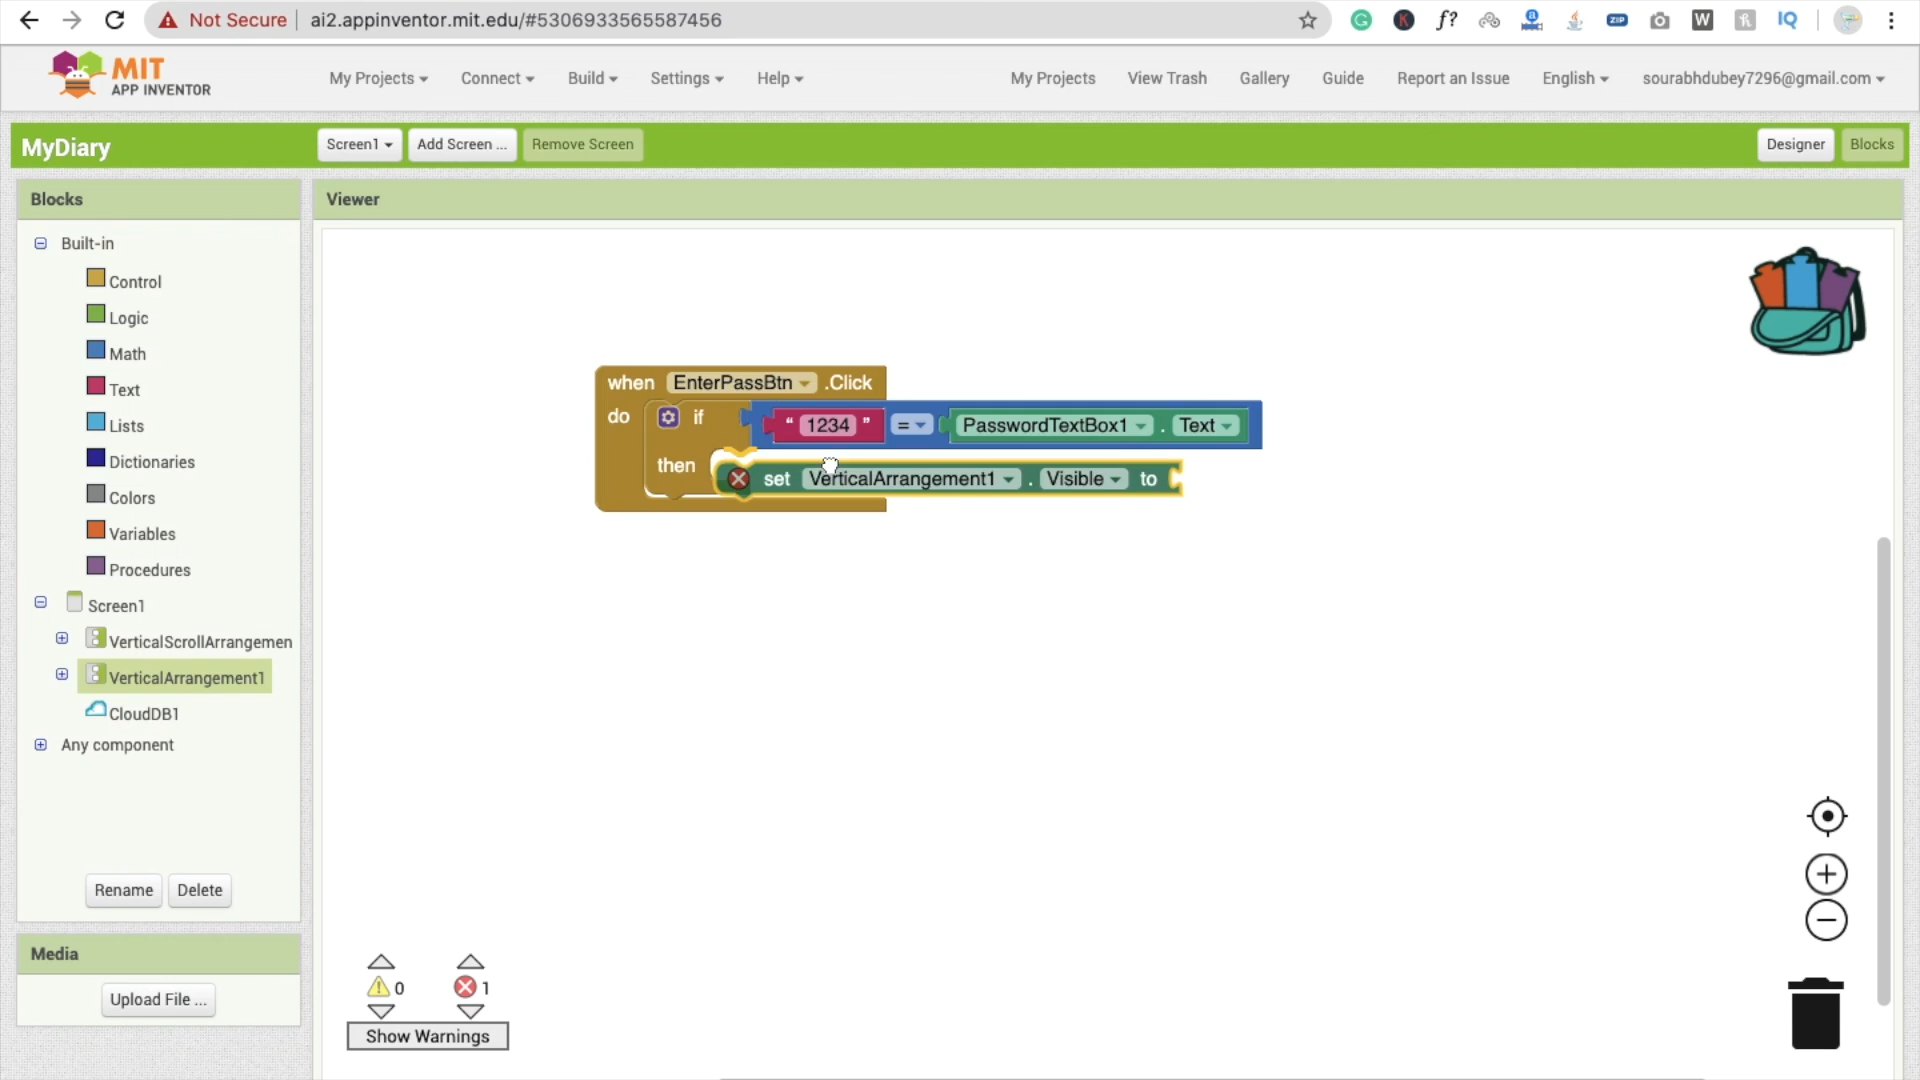 Not Secure ai2.appinventor.mit.edu/#5306933565587456
K f? a ZIP W IQ
MIT
APP INVENTOR
My Projects Connect Build Settings Help My Projects View Trash Gallery Guide Report an Issue English sourabhdubey7296@gmail.com
MyDiary Screen1 Add Screen ... Remove Screen Designer Blocks
Blocks
Viewer
Built-in
Control
Logic
Math
Text
Lists
Dictionaries
Colors
Variables
Procedures
Screen1
VerticalScrollArrangemen
VerticalArrangement1
CloudDB1
Any component
Rename Delete
Media
Upload File ...
when EnterPassBtn .Click
do if “ 1234 ” = PasswordTextBox1 . Text
then set VerticalArrangement1 . Visible to
0 1
Show Warnings